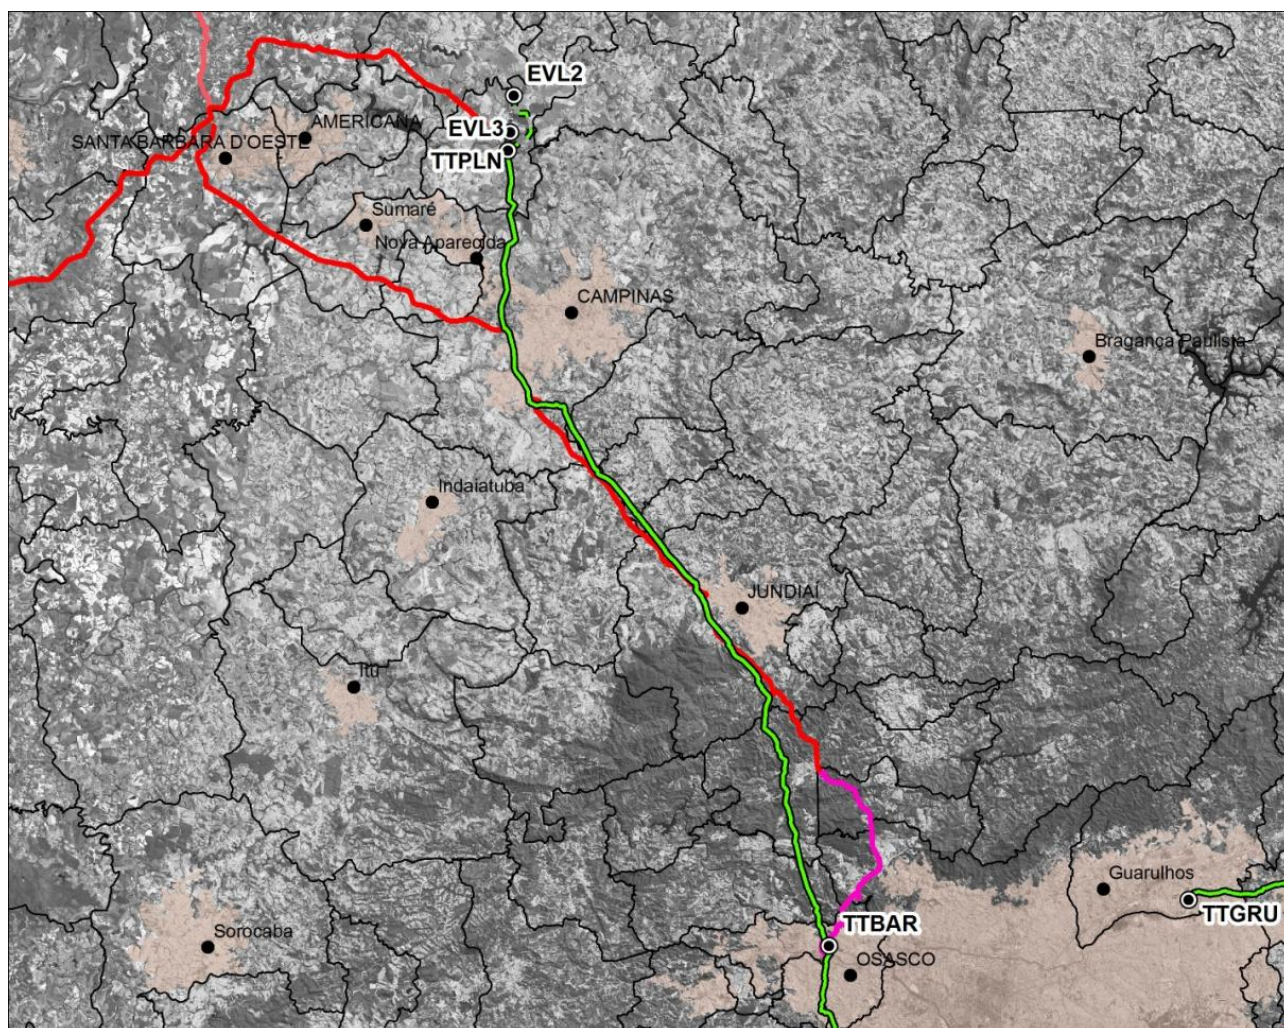 EVL2
AMERICANA
EVL3
SANTA BARBARA D'OESTE
TTPLN
Sumaré
Nova Aparecida
CAMPINAS
Bragança Paulista
Indaiatuba
JUNDIAÍ
Itu
Guarulhos
TTGRU
TTBAR
Sorocaba
OSASCO